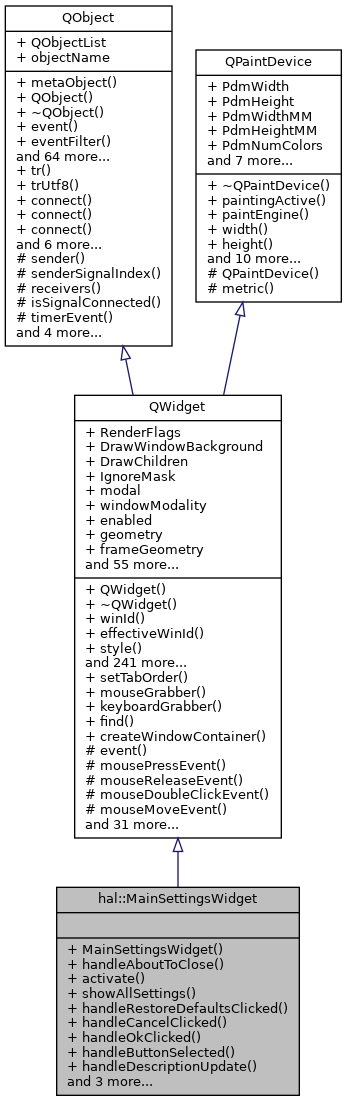 QObject
+ QObjectList
+ objectName
+ metaObject()
+ QObject()
+ ~QObject()
+ event()
+ eventFilter()
and 64 more...
+ tr()
+ trUtf8()
+ connect()
+ connect()
+ connect()
and 6 more...
# sender()
# senderSignalIndex()
# receivers()
# isSignalConnected()
# timerEvent()
and 4 more...
QPaintDevice
+ PdmWidth
+ PdmHeight
+ PdmWidthMM
+ PdmHeightMM
+ PdmNumColors
and 7 more...
+ ~QPaintDevice()
+ paintingActive()
+ paintEngine()
+ width()
+ height()
and 10 more...
# QPaintDevice()
# metric()
QWidget
+ RenderFlags
+ DrawWindowBackground
+ DrawChildren
+ IgnoreMask
+ modal
+ windowModality
+ enabled
+ geometry
+ frameGeometry
and 55 more...
+ QWidget()
+ ~QWidget()
+ winId()
+ effectiveWinId()
+ style()
and 241 more...
+ setTabOrder()
+ mouseGrabber()
+ keyboardGrabber()
+ find()
+ createWindowContainer()
# event()
# mousePressEvent()
# mouseReleaseEvent()
# mouseDoubleClickEvent()
# mouseMoveEvent()
and 31 more...
hal::MainSettingsWidget
+ MainSettingsWidget()
+ handleAboutToClose()
+ activate()
+ showAllSettings()
+ handleRestoreDefaultsClicked()
+ handleCancelClicked()
+ handleOkClicked()
+ handleButtonSelected()
+ handleDescriptionUpdate()
and 3 more...